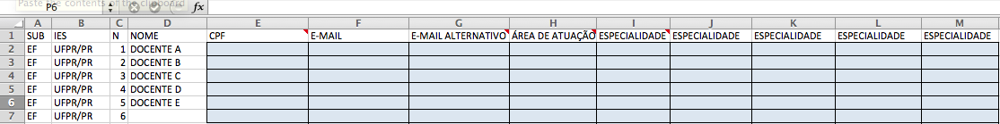 Paste the contents of the clipboard
P6 fx
A B C D E F G H I J K L M
1 SUB IES N NOME CPF E-MAIL E-MAIL ALTERNATIVO ÁREA DE ATUAÇÃO ESPECIALIDADE ESPECIALIDADE ESPECIALIDADE ESPECIALIDADE ESPECIALIDADE
2 EF UFPR/PR 1 DOCENTE A
3 EF UFPR/PR 2 DOCENTE B
4 EF UFPR/PR 3 DOCENTE C
5 EF UFPR/PR 4 DOCENTE D
6 EF UFPR/PR 5 DOCENTE E
7 EF UFPR/PR 6